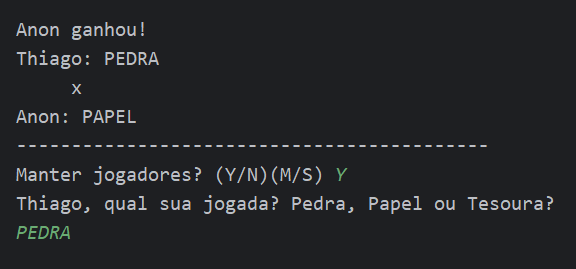 Anon ganhou!
Thiago: PEDRA
x
Anon: PAPEL
-------------------------------------------
Manter jogadores? (Y/N)(M/S) Y
Thiago, qual sua jogada? Pedra, Papel ou Tesoura?
PEDRA